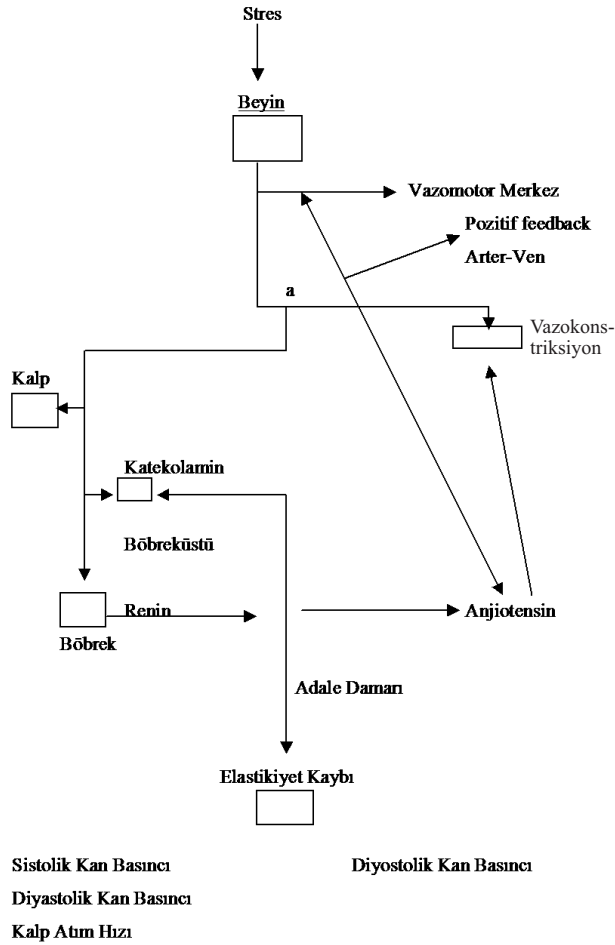 Stres
Beyin
Vazomotor Merkez
Pozitif feedback
Arter-Ven
a
Vazokons-
triksiyon
Kalp
Katekolamin
Böbreküstü
Renin
Anjiotensin
Böbrek
Adale Damarı
Elastikiyet Kaybı
Sistolik Kan Basıncı
Diyostolik Kan Basıncı
Diyastolik Kan Basıncı
Kalp Atım Hızı